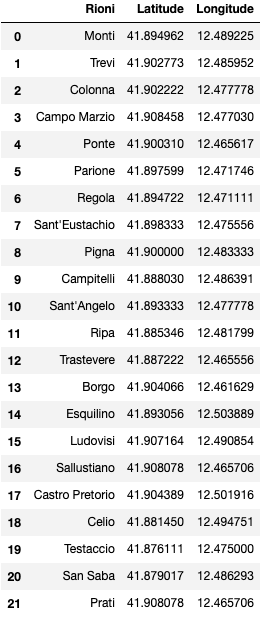 Rioni Latitude Longitude
0 Monti 41.894962 12.489225
1 Trevi 41.902773 12.485952
2 Colonna 41.902222 12.477778
3 Campo Marzio 41.908458 12.477030
4 Ponte 41.900310 12.465617
5 Parione 41.897599 12.471746
6 Regola 41.894722 12.471111
7 Sant'Eustachio 41.898333 12.475556
8 Pigna 41.900000 12.483333
9 Campitelli 41.888030 12.486391
10 Sant'Angelo 41.893333 12.477778
11 Ripa 41.885346 12.481799
12 Trastevere 41.887222 12.465556
13 Borgo 41.904066 12.461629
14 Esquilino 41.893056 12.503889
15 Ludovisi 41.907164 12.490854
16 Sallustiano 41.908078 12.465706
17 Castro Pretorio 41.904389 12.501916
18 Celio 41.881450 12.494751
19 Testaccio 41.876111 12.475000
20 San Saba 41.879017 12.486293
21 Prati 41.908078 12.465706